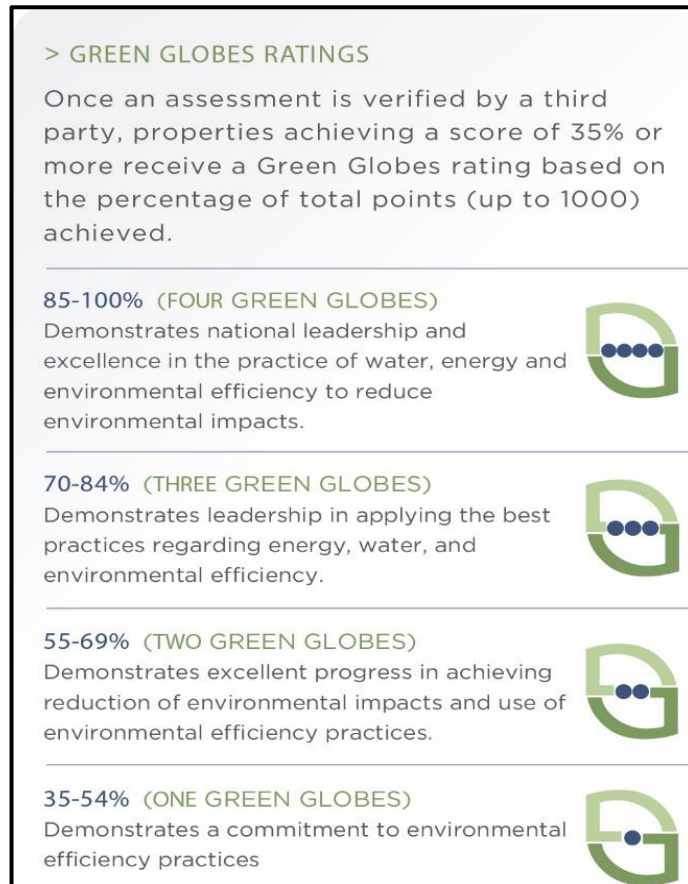 > GREEN GLOBES RATINGS
Once an assessment is verified by a third
party, properties achieving a score of 35% or
more receive a Green Globes rating based on
the percentage of total points (up to 1000)
achieved.
85-100% (FOUR GREEN GLOBES)
Demonstrates national leadership and
excellence in the practice of water, energy and
environmental efficiency to reduce
environmental impacts.
70-84% (THREE GREEN GLOBES)
Demonstrates leadership in applying the best
practices regarding energy, water, and
environmental efficiency.
55-69% (TWO GREEN GLOBES)
Demonstrates excellent progress in achieving
reduction of environmental impacts and use of
environmental efficiency practices.
35-54% (ONE GREEN GLOBES)
Demonstrates a commitment to environmental
efficiency practices